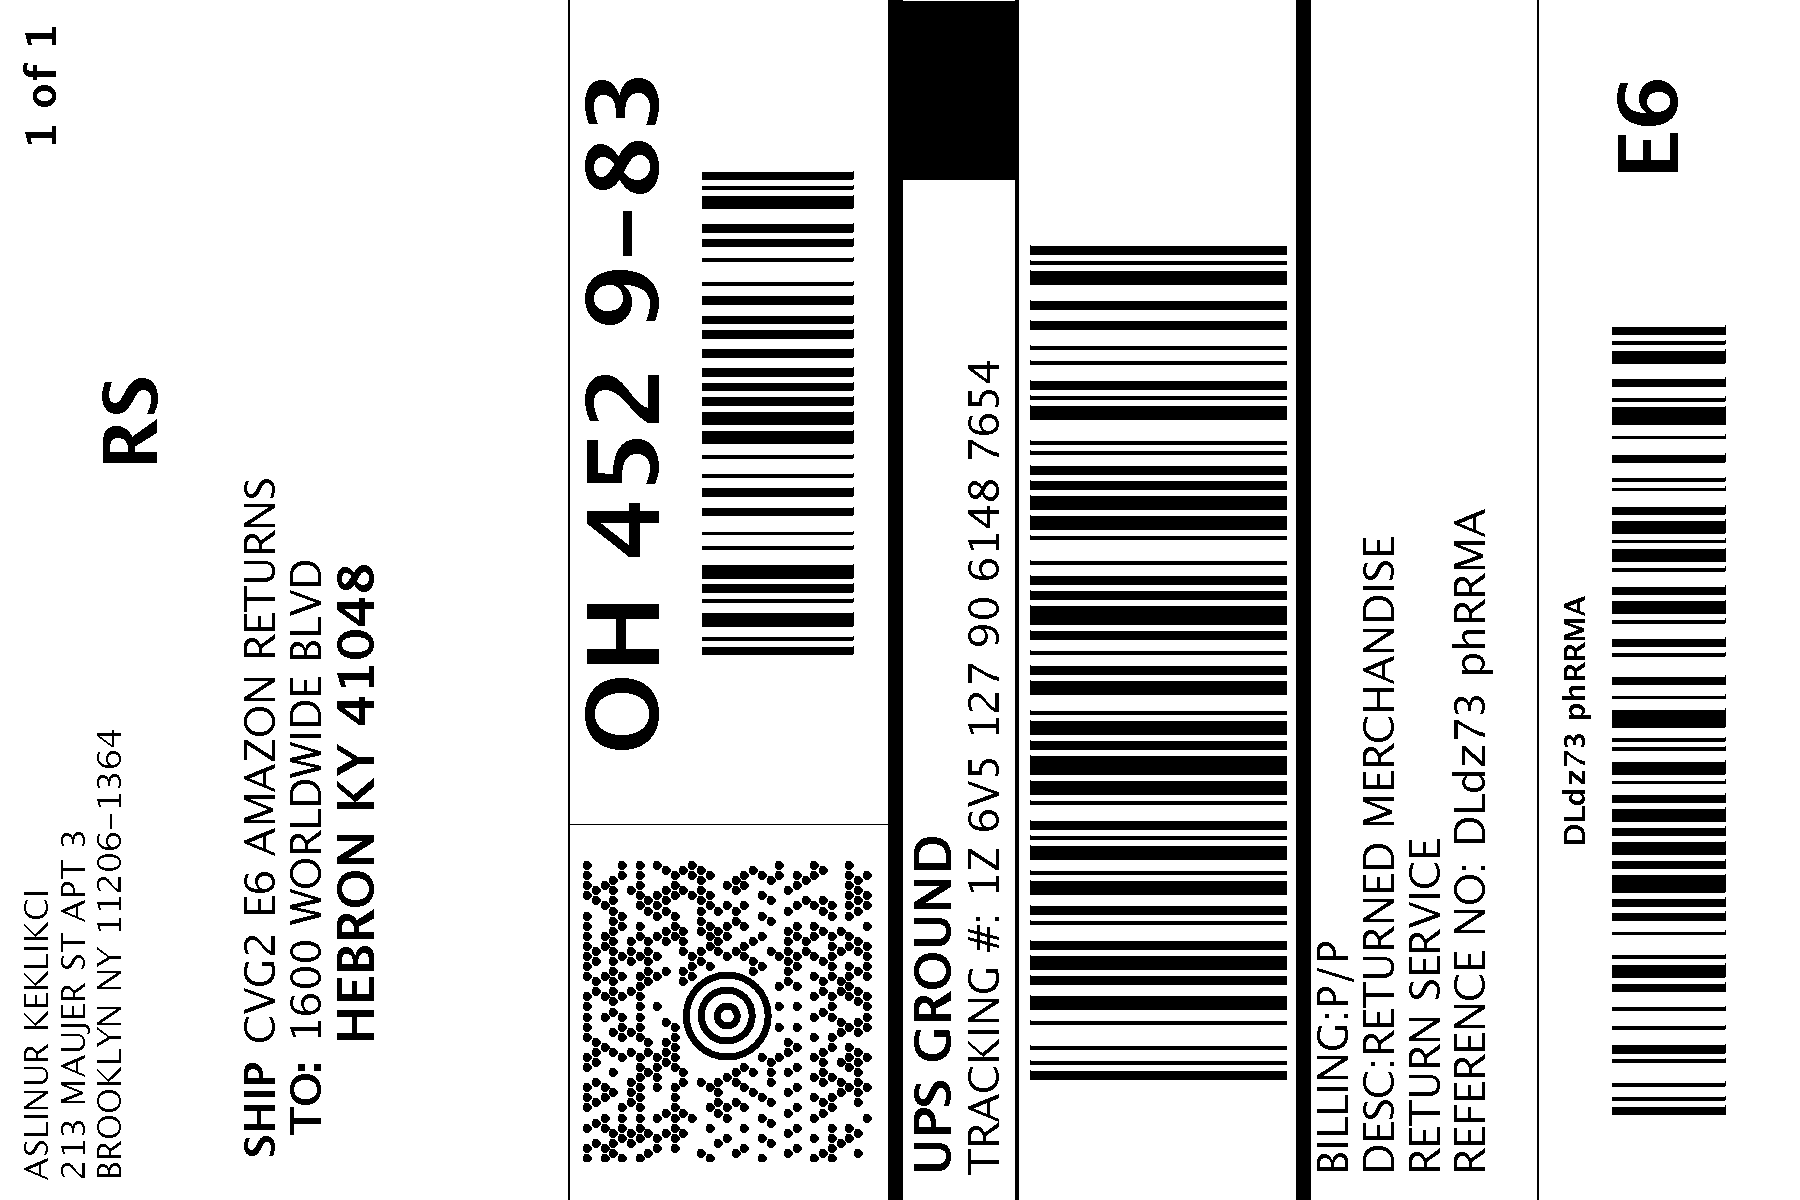 1 of 1
ASLINUR KEKLIKCI
213 MAUJER ST APT 3
BROOKLYN NY 11206-1364
RS
SHIP CVG2 E6 AMAZON RETURNS
TO: 1600 WORLDWIDE BLVD
HEBRON KY 41048
OH 452 9-83
UPS GROUND
TRACKING #: 1Z 6V5 127 90 6148 7654
BILLING:P/P
DESC:RETURNED MERCHANDISE
RETURN SERVICE
REFERENCE NO: DLdz73 phRRMA
DLdz73 phRRMA
E6